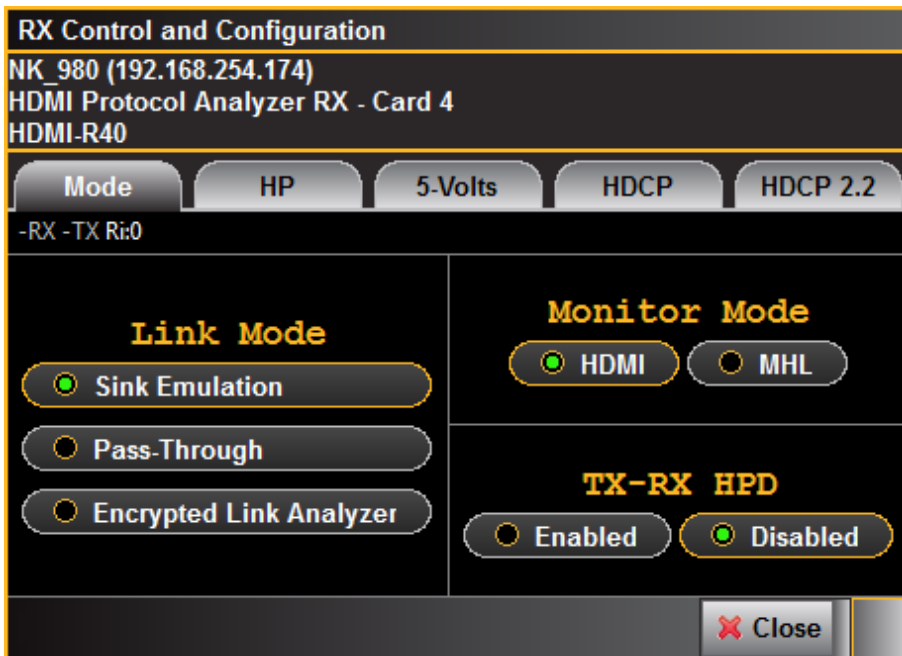 RX Control and Configuration
NK_980 (192.168.254.174)
HDMI Protocol Analyzer RX - Card 4
HDMI-R40
Mode HP 5-Volts HDCP HDCP 2.2
-RX -TX Ri:0
Link Mode
Sink Emulation
Pass-Through
Encrypted Link Analyzer
Monitor Mode
HDMI MHL
TX-RX HPD
Enabled Disabled
Close